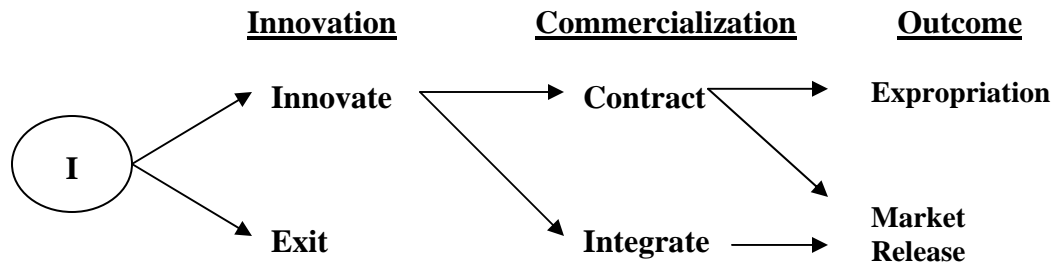 Innovation Commercialization Outcome
Innovate Contract Expropriation
I
Exit Integrate Market
Release